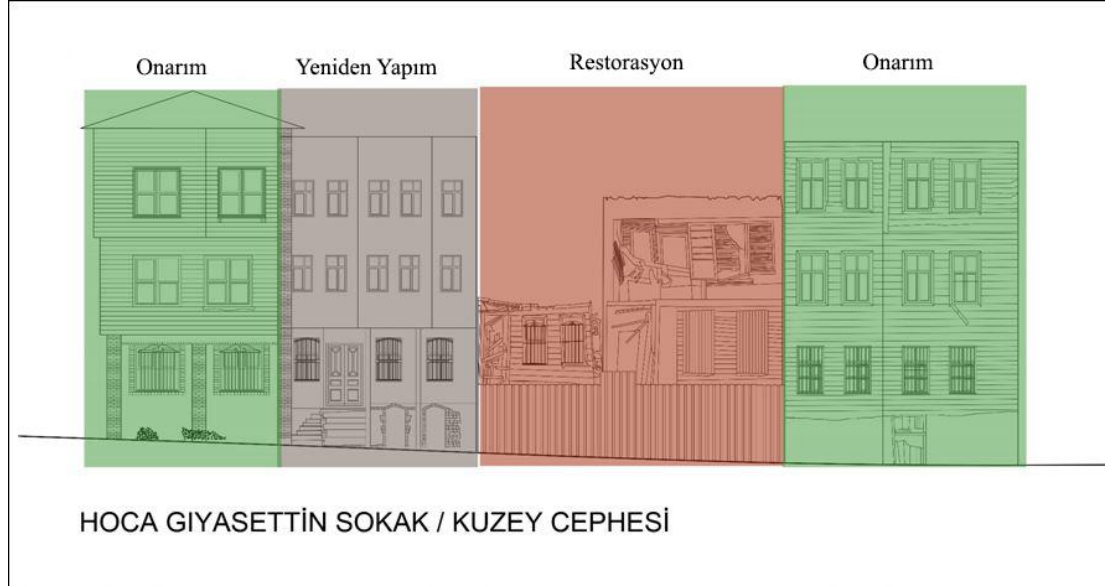 Onarım Yeniden Yapım Restorasyon Onarım
HOCA GIYASETTİN SOKAK / KUZEY CEPHESİ